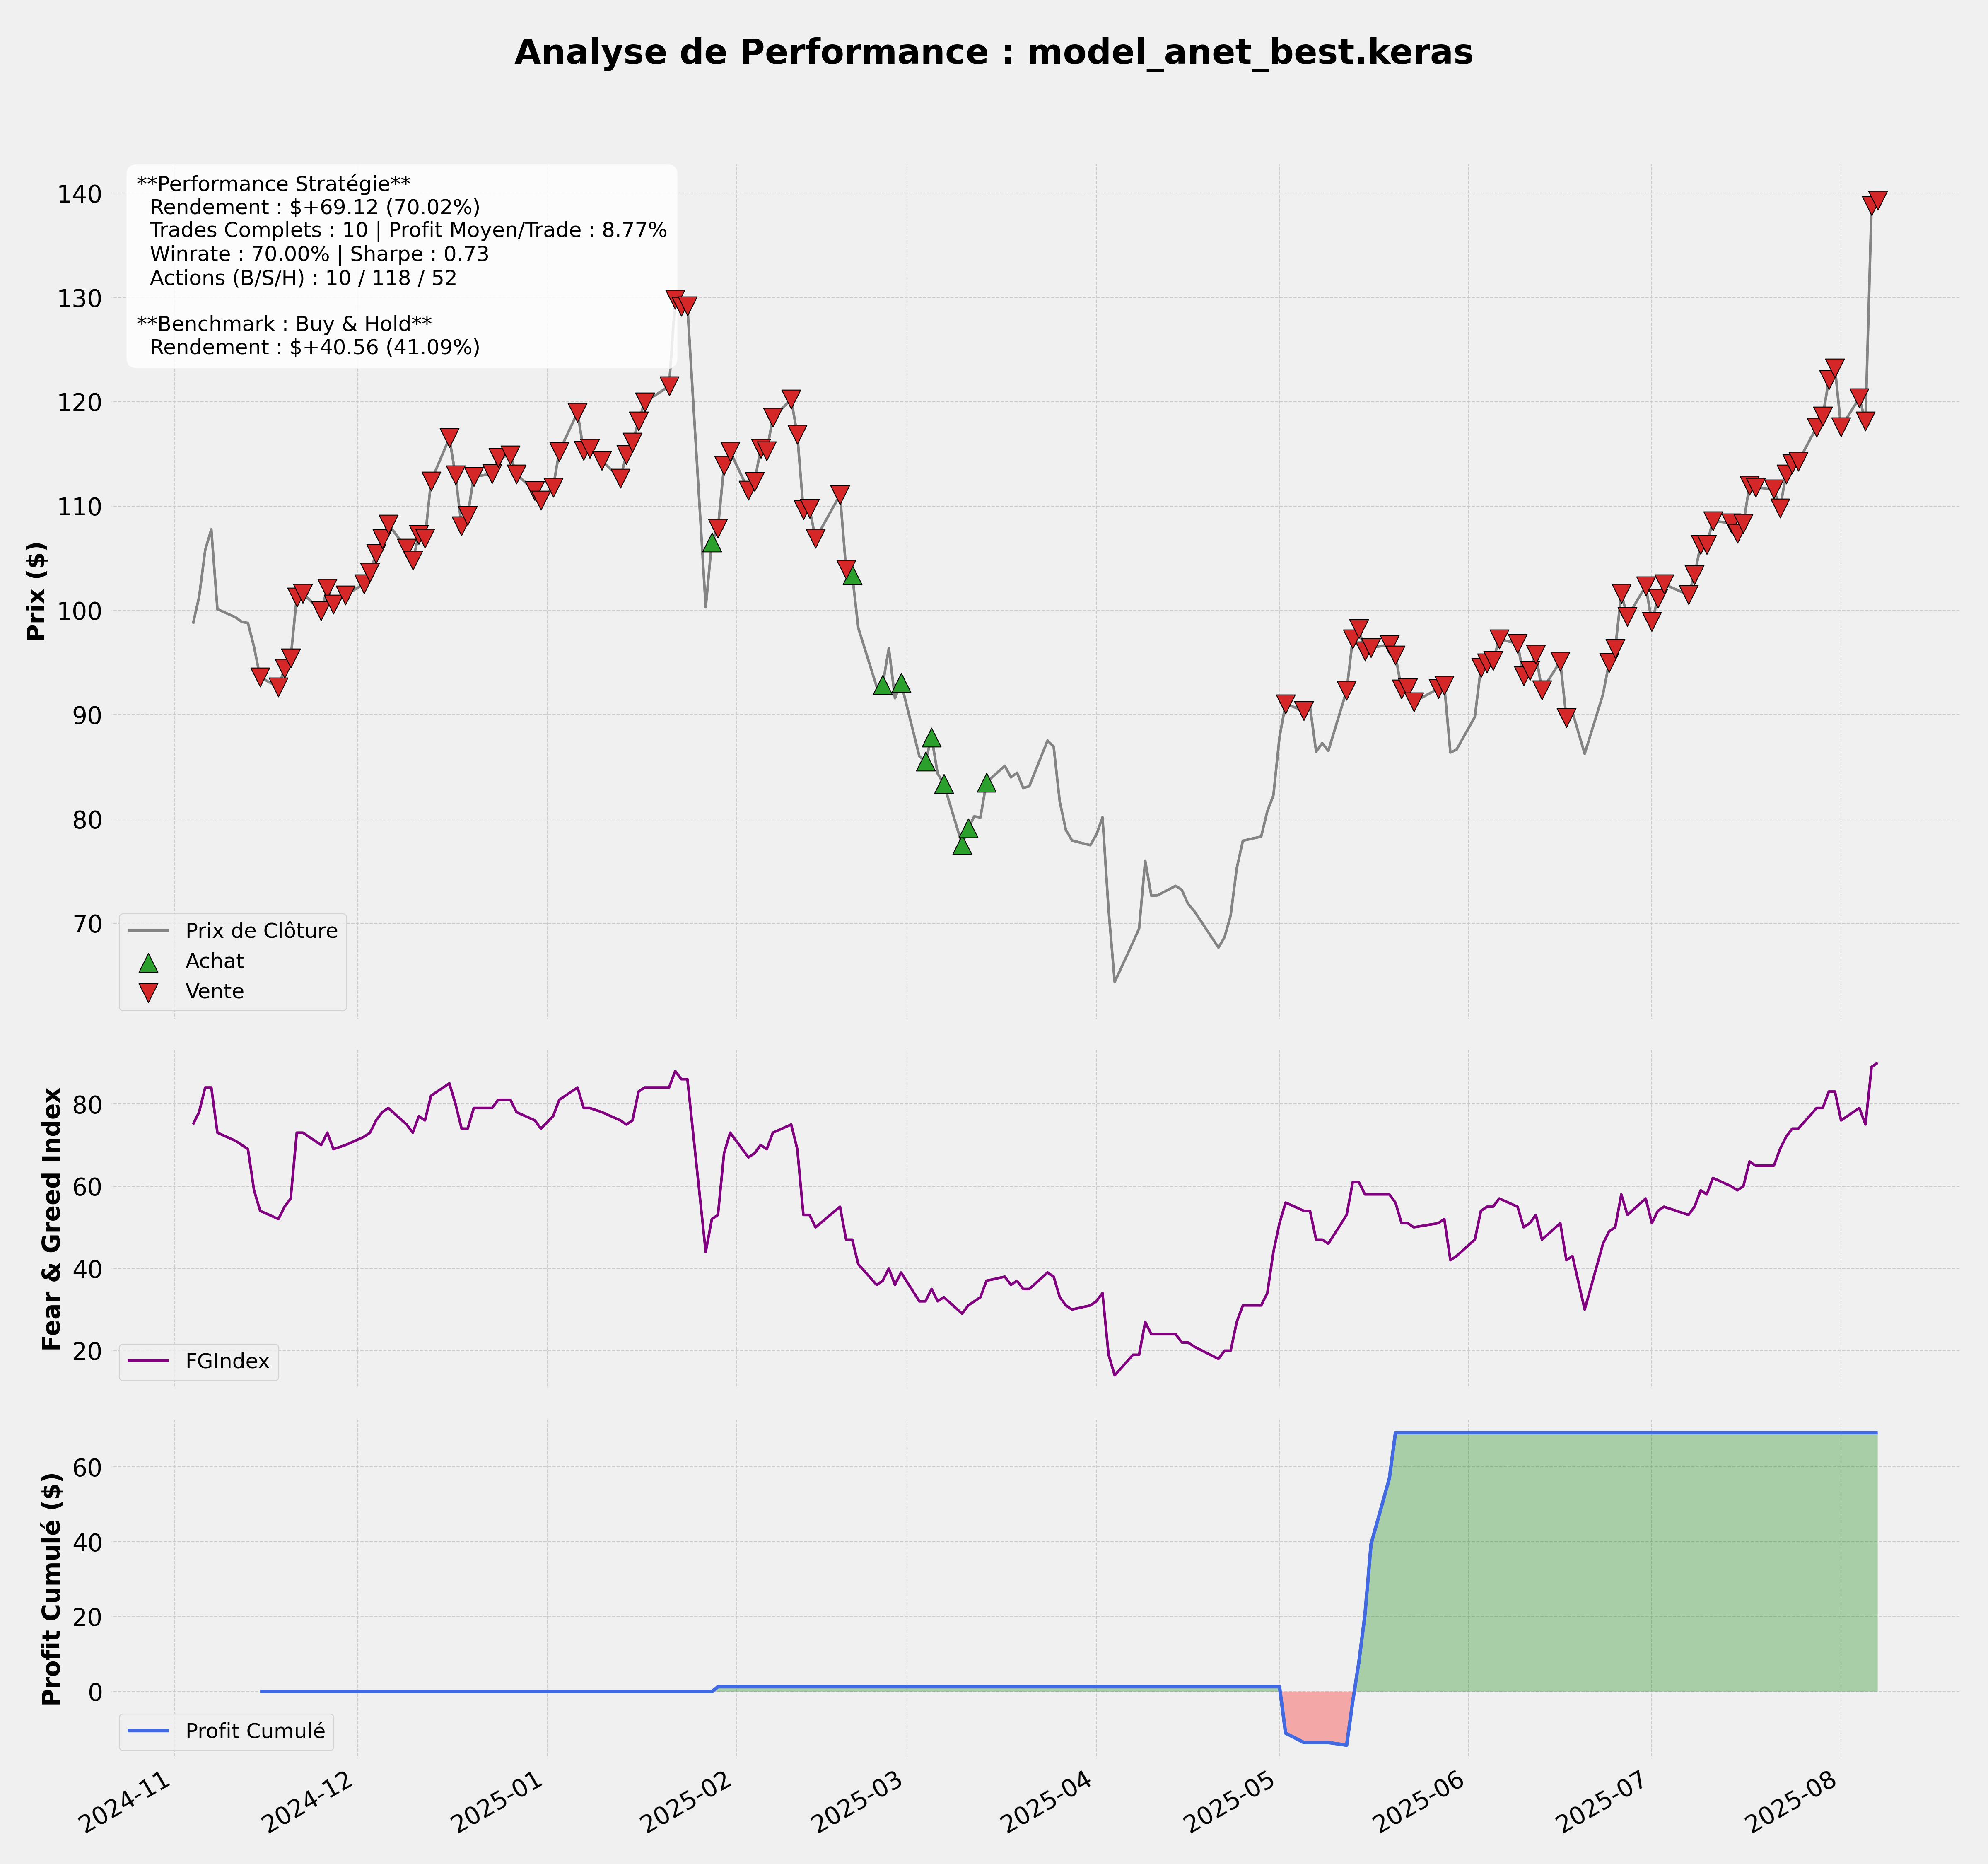 Analyse de Performance : model_anet_best.keras
**Performance Stratégie**
Rendement : $+69.12 (70.02%)
Trades Complets : 10 | Profit Moyen/Trade : 8.77%
Winrate : 70.00% | Sharpe : 0.73
Actions (B/S/H) : 10 / 118 / 52
**Benchmark : Buy & Hold**
Rendement : $+40.56 (41.09%)
Prix ($)
140
130
120
110
100
90
80
70
Prix de Clôture
Achat
Vente
Fear & Greed Index
80
60
40
20
FGIndex
Profit Cumulé ($)
60
40
20
0
Profit Cumulé
2024-11
2024-12
2025-01
2025-02
2025-03
2025-04
2025-05
2025-06
2025-07
2025-08